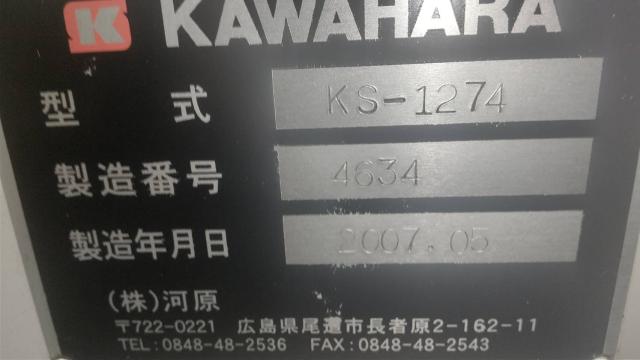 K KAWAHARA
型式 KS-1274
製造番号 4634
製造年月日 2007.05
(株)河原
〒722-0221 広島県尾道市長者原2-162-11
TEL:0848-48-2536 FAX:0848-48-2543